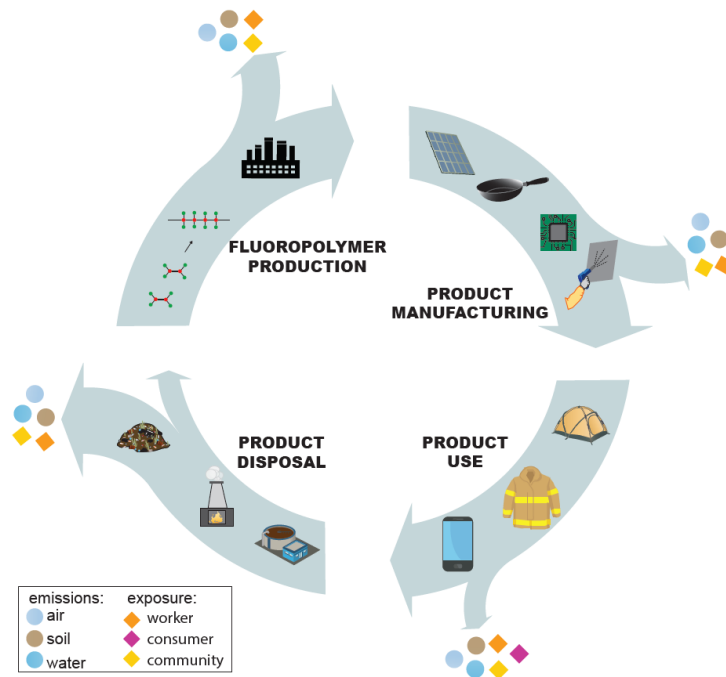 FLUOROPOLYMER
PRODUCTION
PRODUCT
MANUFACTURING
PRODUCT
DISPOSAL
PRODUCT
USE
emissions:
air
soil
water
exposure:
worker
consumer
community